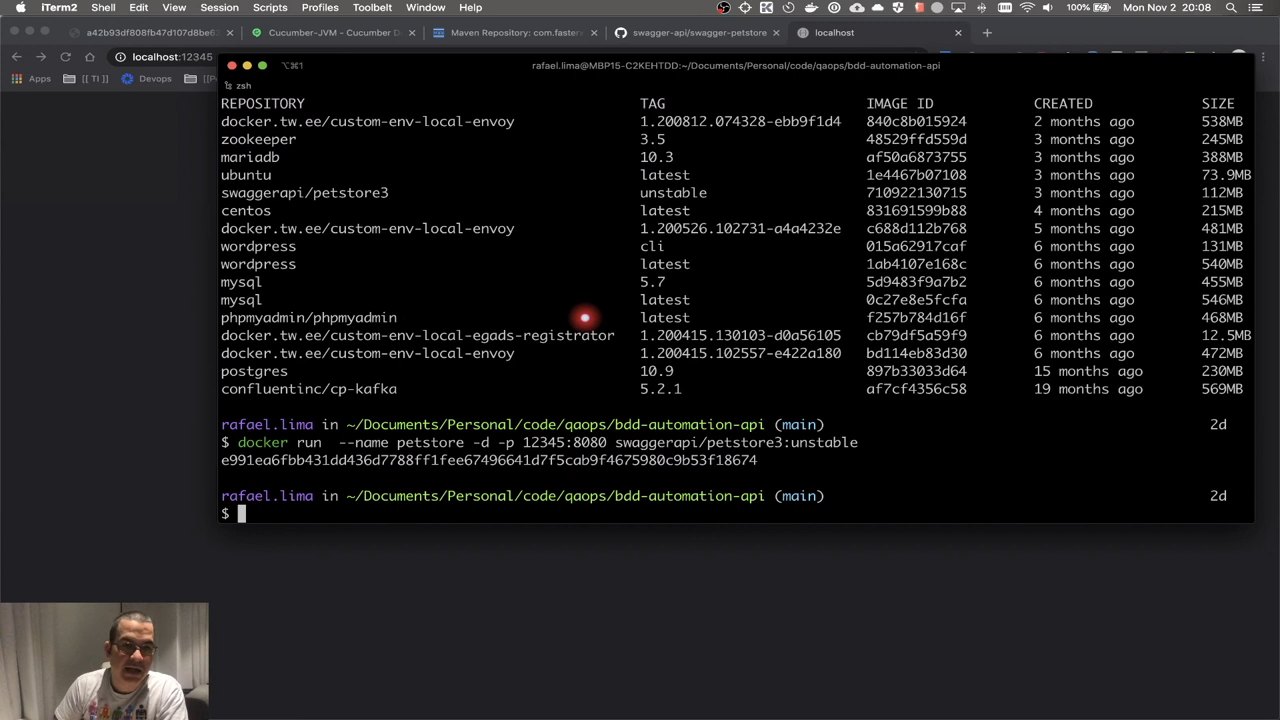 iTerm2 Shell Edit View Session Scripts Profiles Toolbelt Window Help 100% Mon Nov 2 20:08
a42b93df808fb47d107d8be5 Cucumber-JVM – Cucumber D Maven Repository: com.fastern swagger-api/swagger-petstore localhost
localhost:12345
Apps [[ TI ]] Devops
⌥⌘1 rafael.lima@MBP15-C2KEHTDD:~/Documents/Personal/code/qaops/bdd-automation-api
zsh
REPOSITORY TAG IMAGE ID CREATED SIZE
docker.tw.ee/custom-env-local-envoy 1.200812.074328-ebb9f1d4 840c8b015924 2 months ago 538MB
zookeeper 3.5 48529ffd559d 3 months ago 245MB
mariadb 10.3 af50a6873755 3 months ago 388MB
ubuntu latest 1e4467b07108 3 months ago 73.9MB
swaggerapi/petstore3 unstable 710922130715 3 months ago 112MB
centos latest 831691599b88 4 months ago 215MB
docker.tw.ee/custom-env-local-envoy 1.200526.102731-a4a4232e c688d112b768 5 months ago 481MB
wordpress cli 015a62917caf 6 months ago 131MB
wordpress latest 1ab4107e168c 6 months ago 540MB
mysql 5.7 5d9483f9a7b2 6 months ago 455MB
mysql latest 0c27e8e5fcfa 6 months ago 546MB
phpmyadmin/phpmyadmin latest f257b784d16f 6 months ago 468MB
docker.tw.ee/custom-env-local-egads-registrator 1.200415.130103-d0a56105 cb79df5a59f9 6 months ago 12.5MB
docker.tw.ee/custom-env-local-envoy 1.200415.102557-e422a180 bd114eb83d30 6 months ago 472MB
postgres 10.9 897b33033d64 15 months ago 230MB
confluentinc/cp-kafka 5.2.1 af7cf4356c58 19 months ago 569MB
rafael.lima in ~/Documents/Personal/code/qaops/bdd-automation-api (main) 2d
$ docker run --name petstore -d -p 12345:8080 swaggerapi/petstore3:unstable
e991ea6fbb431dd436d7788ff1fee67496641d7f5cab9f4675980c9b53f18674
rafael.lima in ~/Documents/Personal/code/qaops/bdd-automation-api (main) 2d
$